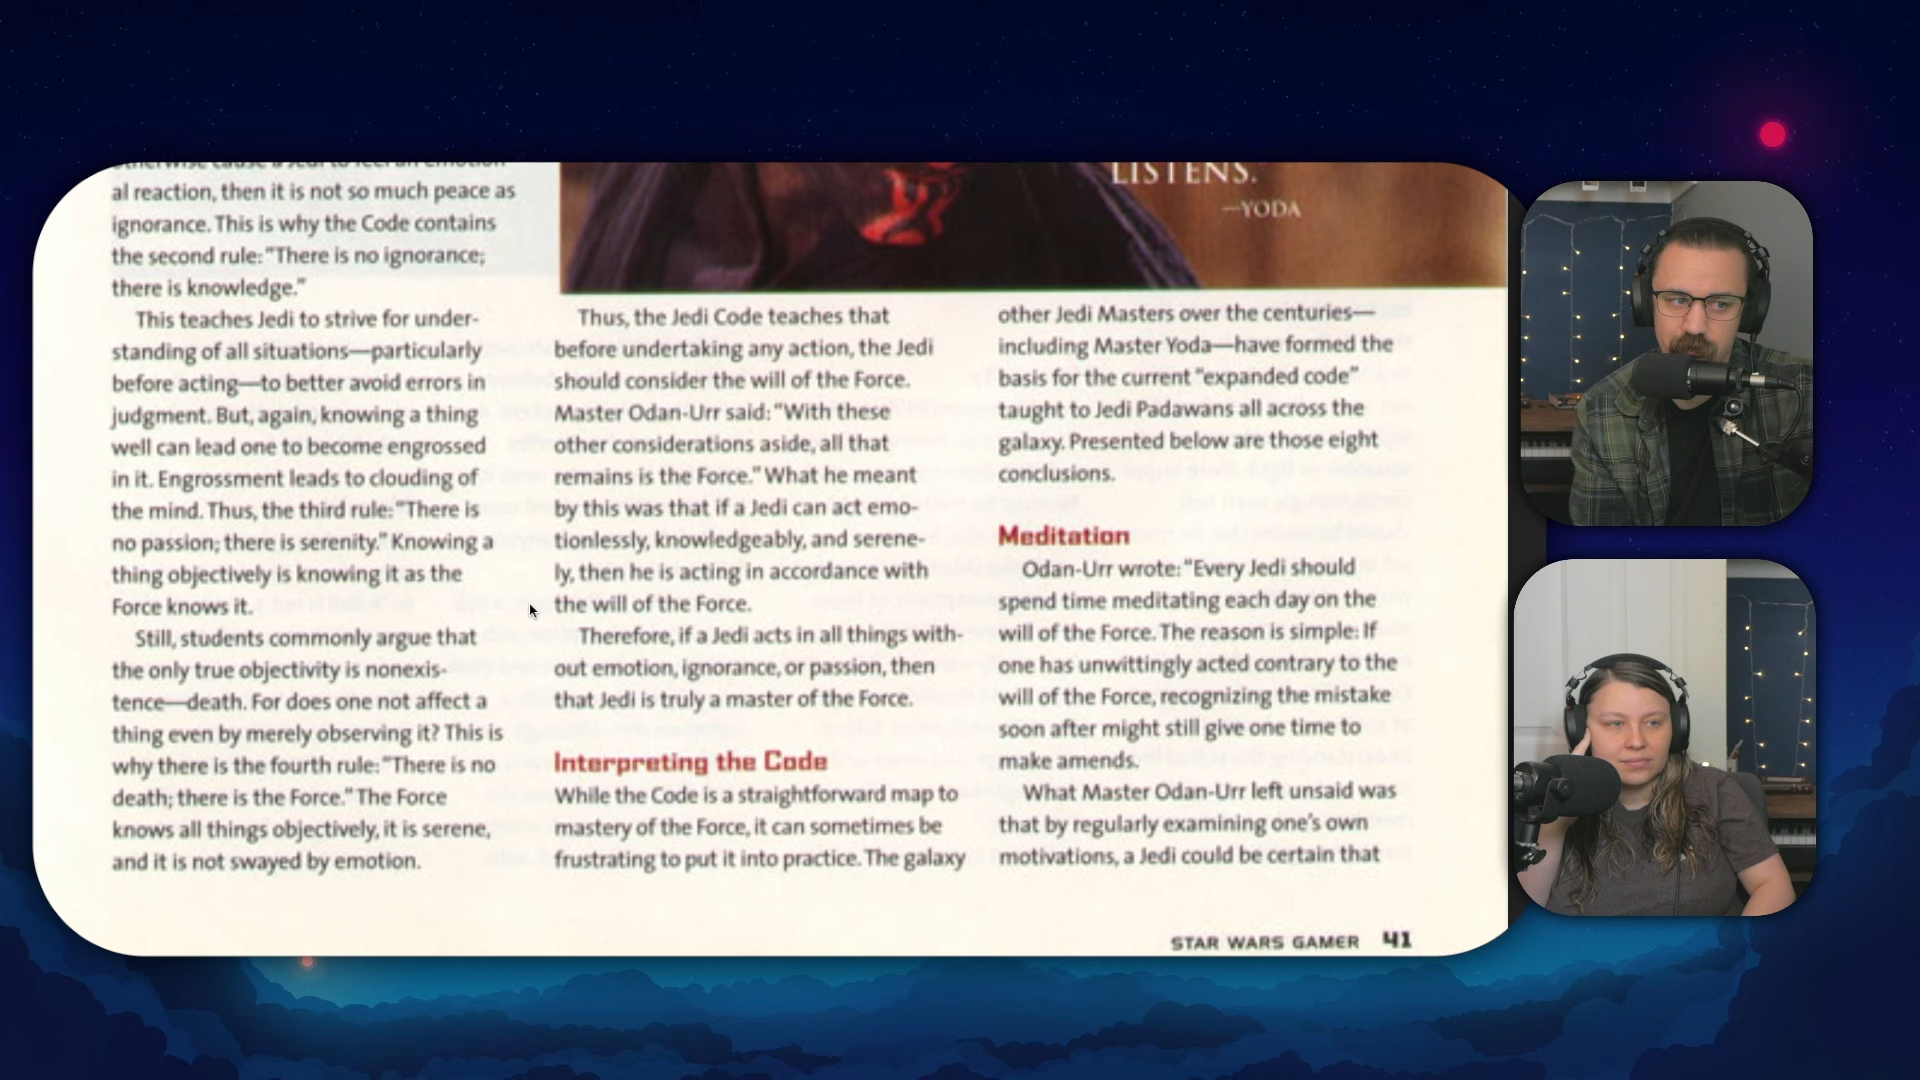 otherwise cause a Jedi to feel an emotion-
al reaction, then it is not so much peace as
ignorance. This is why the Code contains
the second rule: “There is no ignorance;
there is knowledge.”
This teaches Jedi to strive for under-
standing of all situations—particularly
before acting—to better avoid errors in
judgment. But, again, knowing a thing
well can lead one to become engrossed
in it. Engrossment leads to clouding of
the mind. Thus, the third rule: “There is
no passion; there is serenity.” Knowing a
thing objectively is knowing it as the
Force knows it.
Still, students commonly argue that
the only true objectivity is nonexis-
tence—death. For does one not affect a
thing even by merely observing it? This is
why there is the fourth rule: “There is no
death; there is the Force.” The Force
knows all things objectively, it is serene,
and it is not swayed by emotion.
LISTENS.
—YODA
Thus, the Jedi Code teaches that
before undertaking any action, the Jedi
should consider the will of the Force.
Master Odan-Urr said: “With these
other considerations aside, all that
remains is the Force.” What he meant
by this was that if a Jedi can act emo-
tionlessly, knowledgeably, and serene-
ly, then he is acting in accordance with
the will of the Force.
Therefore, if a Jedi acts in all things with-
out emotion, ignorance, or passion, then
that Jedi is truly a master of the Force.
Interpreting the Code
While the Code is a straightforward map to
mastery of the Force, it can sometimes be
frustrating to put it into practice. The galaxy
other Jedi Masters over the centuries—
including Master Yoda—have formed the
basis for the current “expanded code”
taught to Jedi Padawans all across the
galaxy. Presented below are those eight
conclusions.
Meditation
Odan-Urr wrote: “Every Jedi should
spend time meditating each day on the
will of the Force. The reason is simple: If
one has unwittingly acted contrary to the
will of the Force, recognizing the mistake
soon after might still give one time to
make amends.
What Master Odan-Urr left unsaid was
that by regularly examining one’s own
motivations, a Jedi could be certain that
STAR WARS GAMER 41